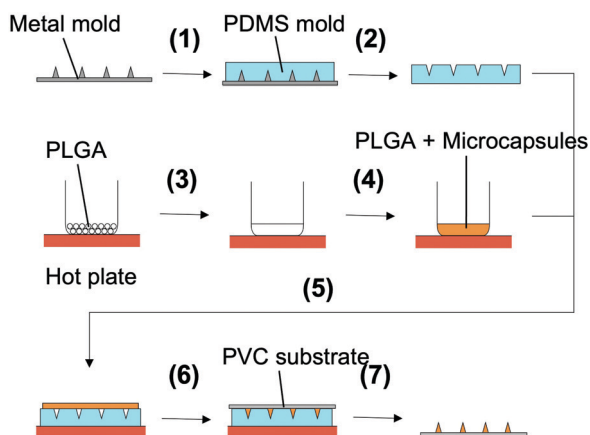 Metal mold
(1)
PDMS mold
(2)
PLGA
(3)
(4)
PLGA + Microcapsules
Hot plate
(5)
(6)
PVC substrate
(7)